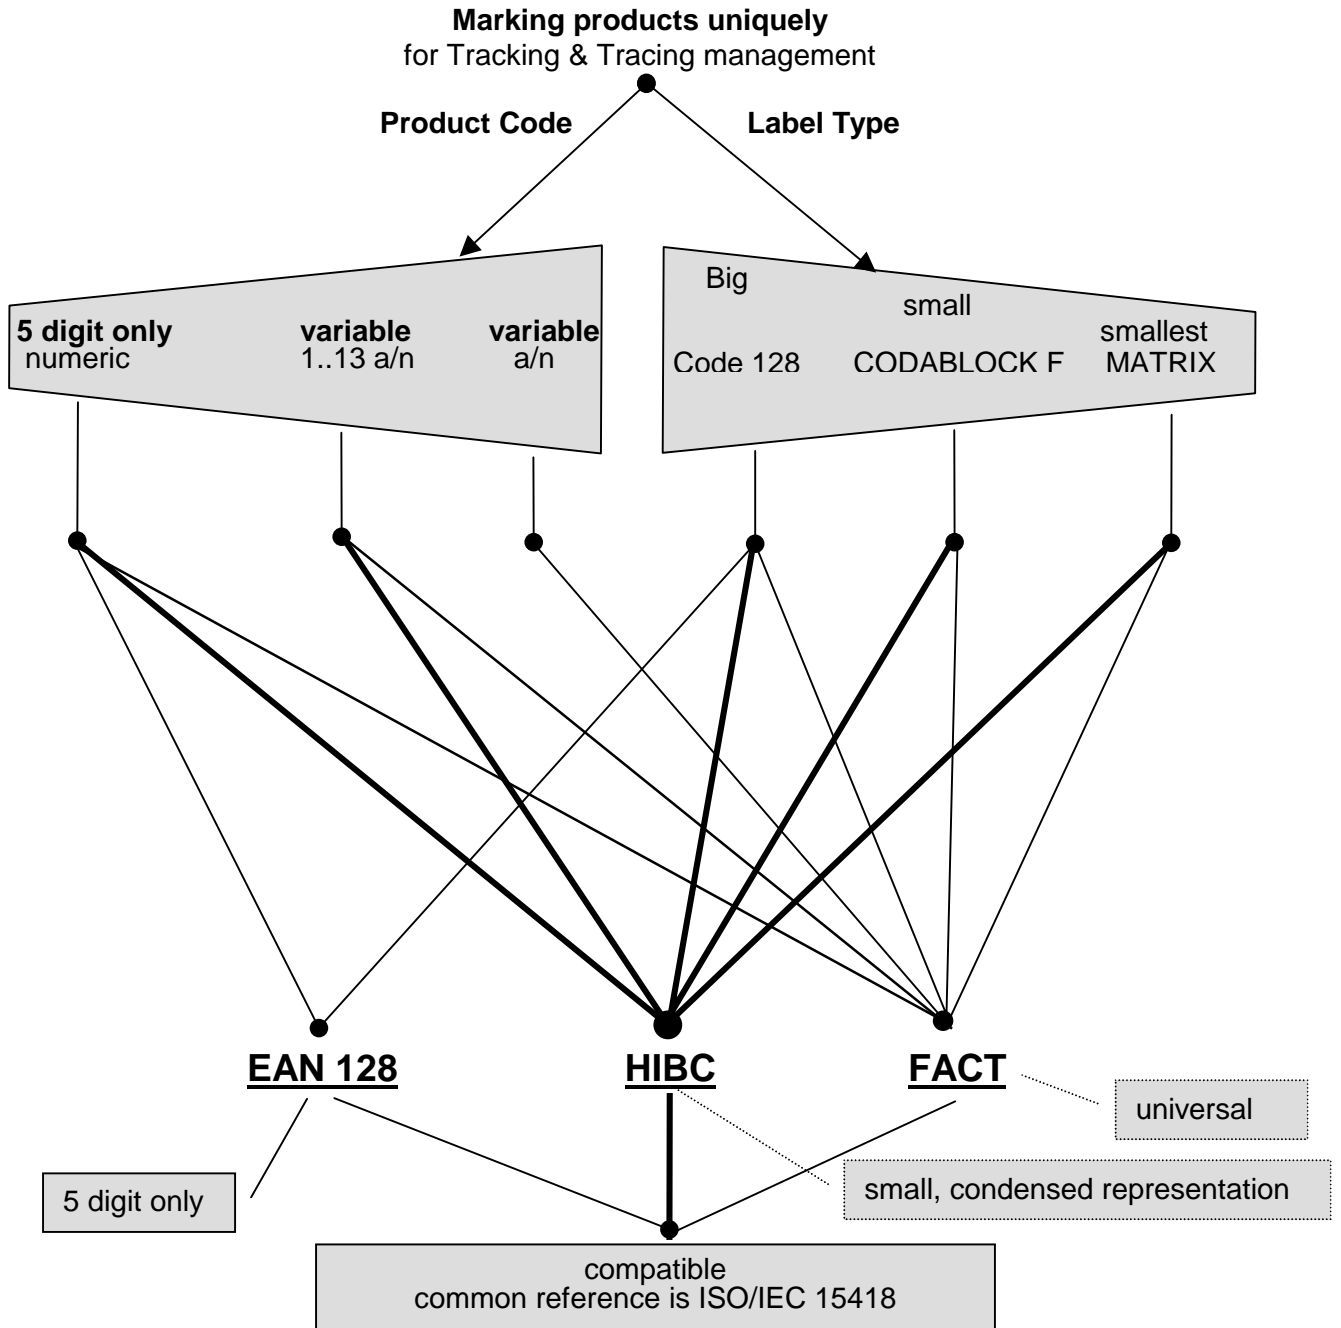 Marking products uniquely
for Tracking & Tracing management
Product Code
Label Type
5 digit only
numeric
variable
1..13 a/n
variable
a/n
Big
Code 128
small
CODABLOCK F
smallest
MATRIX
EAN 128
HIBC
FACT
universal
5 digit only
small, condensed representation
compatible
common reference is ISO/IEC 15418